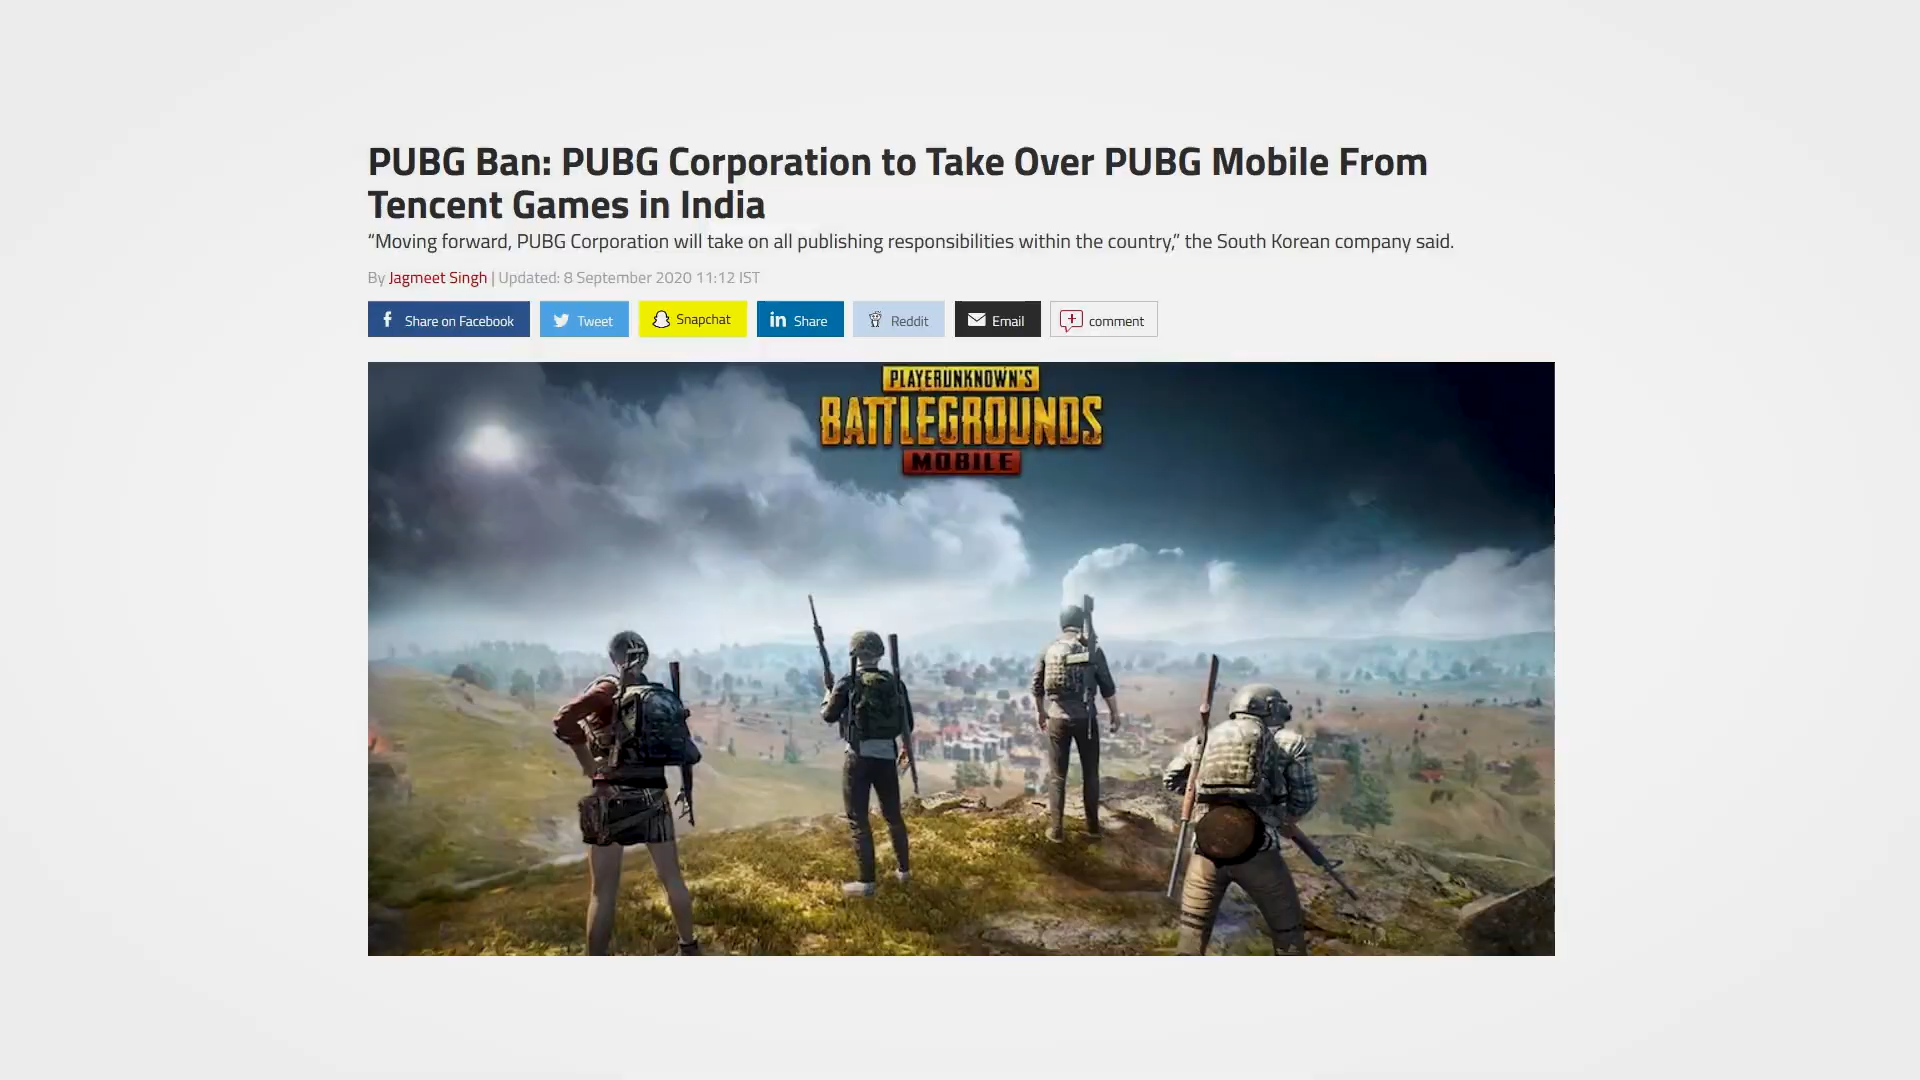 PUBG Ban: PUBG Corporation to Take Over PUBG Mobile From
Tencent Games in India
“Moving forward, PUBG Corporation will take on all publishing responsibilities within the country,” the South Korean company said.
By Jagmeet Singh | Updated: 8 September 2020 11:12 IST
Share on Facebook Tweet Snapchat Share Reddit Email comment
PLAYERUNKNOWN'S
BATTLEGROUNDS
MOBILE